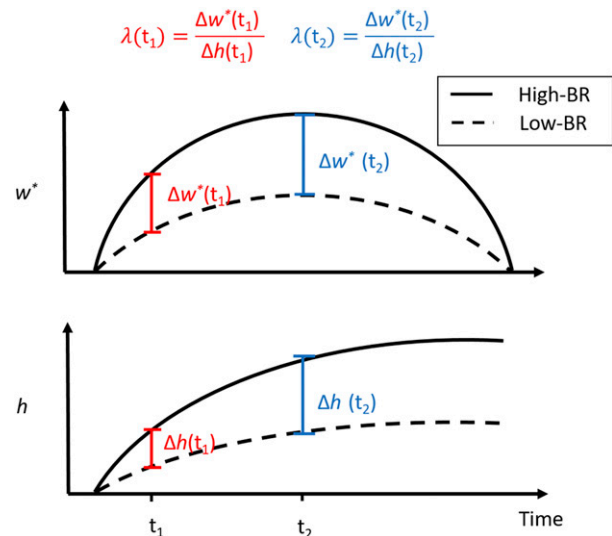 λ(t₁) = Δw*(t₁) / Δh(t₁) λ(t₂) = Δw*(t₂) / Δh(t₂)
High-BR
Low-BR
w*
Δw*(t₁)
Δw* (t₂)
h
Δh(t₁)
Δh (t₂)
t₁
t₂
Time